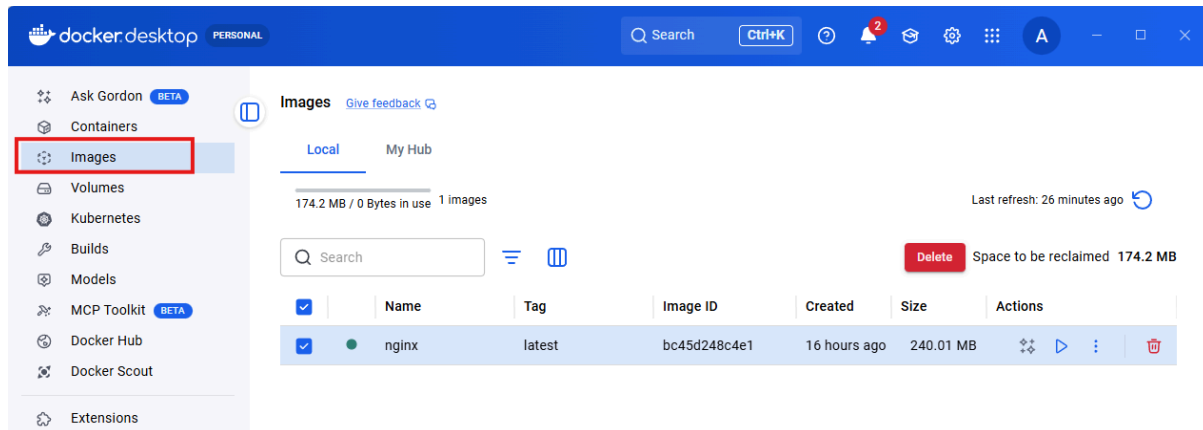 docker.desktop PERSONAL Search Ctrl+K 2 A
Ask Gordon BETA
Containers
Images
Volumes
Kubernetes
Builds
Models
MCP Toolkit BETA
Docker Hub
Docker Scout
Extensions
Images Give feedback
Local My Hub
174.2 MB / 0 Bytes in use 1 images Last refresh: 26 minutes ago
Search Delete Space to be reclaimed 174.2 MB
Name Tag Image ID Created Size Actions
nginx latest bc45d248c4e1 16 hours ago 240.01 MB